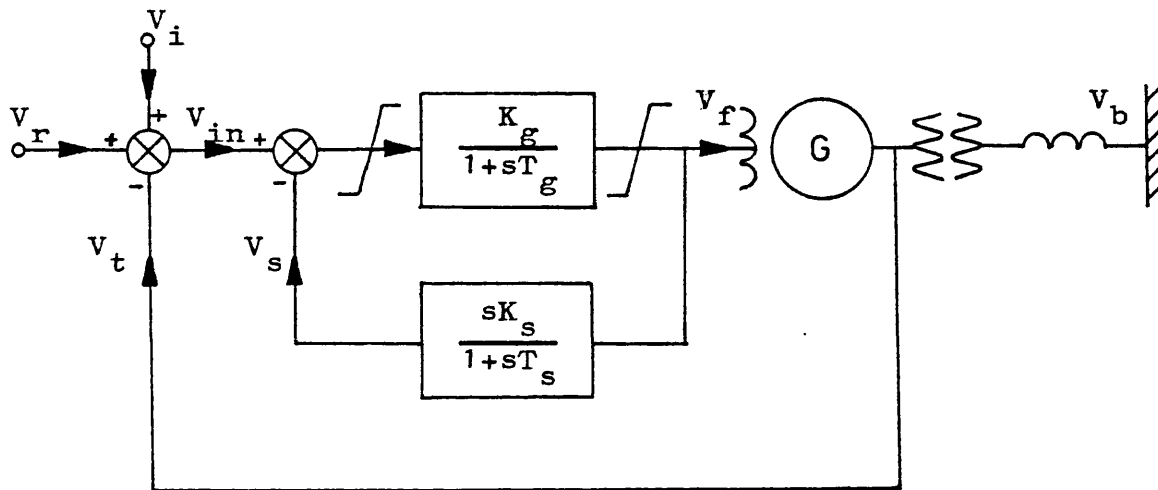 V_i
V_r
+
+
-
V_in
+
-
K_g
1+sT_g
V_f
G
V_b
V_t
V_s
sK_s
1+sT_s